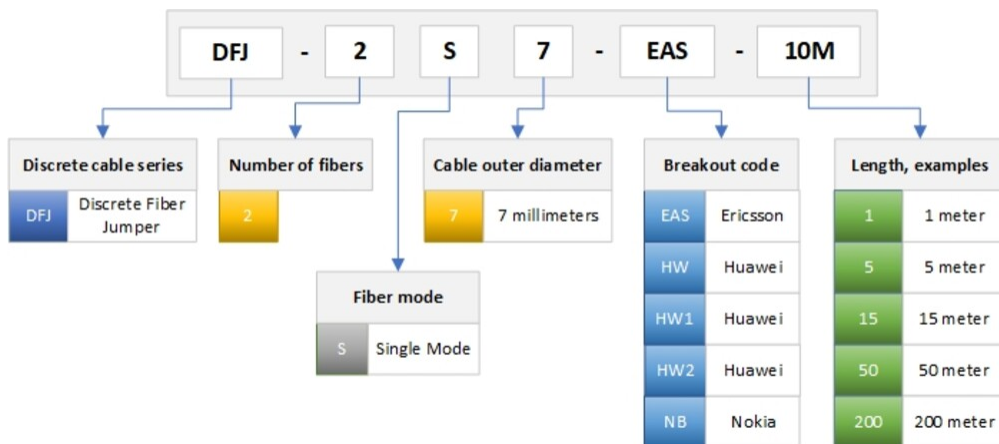 DFJ - 2 S 7 - EAS - 10M
Discrete cable series
DFJ Discrete Fiber
Jumper
Number of fibers
2
Fiber mode
S Single Mode
Cable outer diameter
7 7 millimeters
Breakout code
EAS Ericsson
HW Huawei
HW1 Huawei
HW2 Huawei
NB Nokia
Length, examples
1 1 meter
5 5 meter
15 15 meter
50 50 meter
200 200 meter